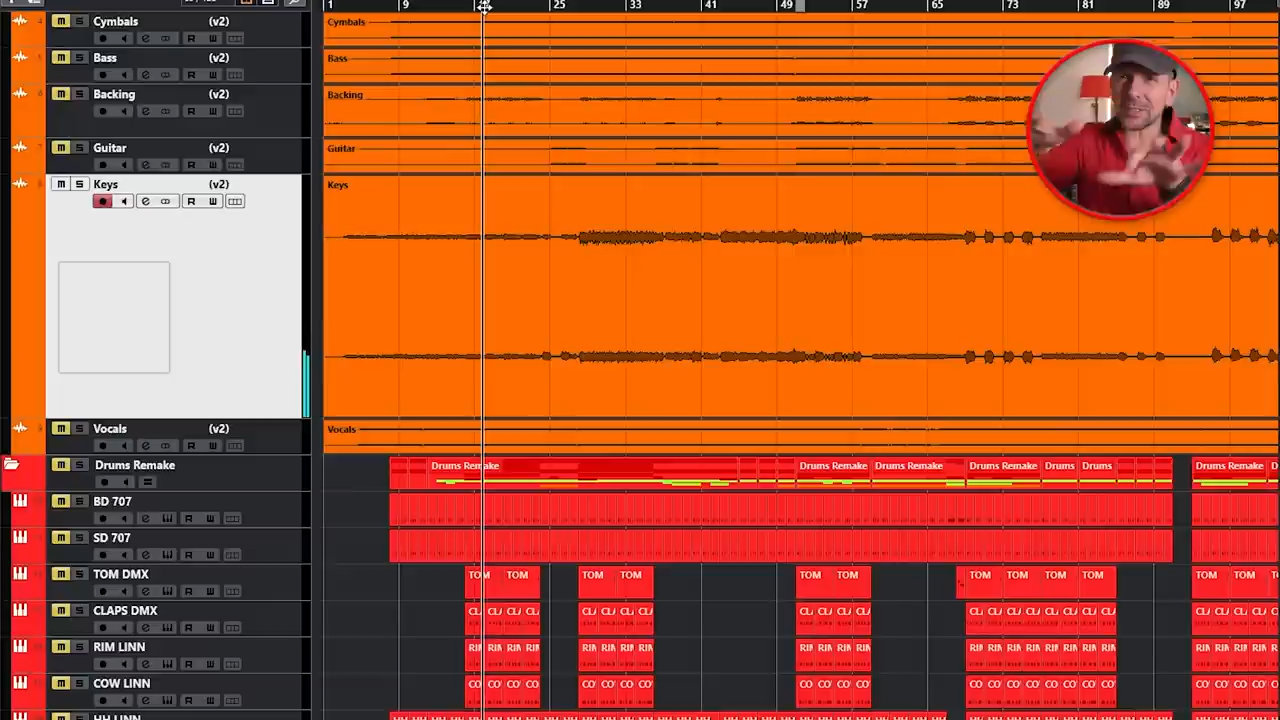 1 9 25 33 41 49 57 65 73 81 89 97
m S Cymbals (v2) Cymbals
e R W
m S Bass (v2) Bass
e R W
m S Backing (v2) Backing
e R W
m S Guitar (v2) Guitar
e R W
m S Keys (v2) Keys
e R W
m S Vocals (v2) Vocals
e R W
m S Drums Remake Drums Remake Drums Remake Drums Remake Drums Remake Drums Drums Drums Remake
m S BD 707
e R W
m S SD 707
e R W
m S TOM DMX TOM TOM TOM TOM TOM TOM TOM TOM TOM TOM TOM TOM
e R W
m S CLAPS DMX
e R W
m S RIM LINN
e R W
m S COW LINN
e R W
m S HH LINN